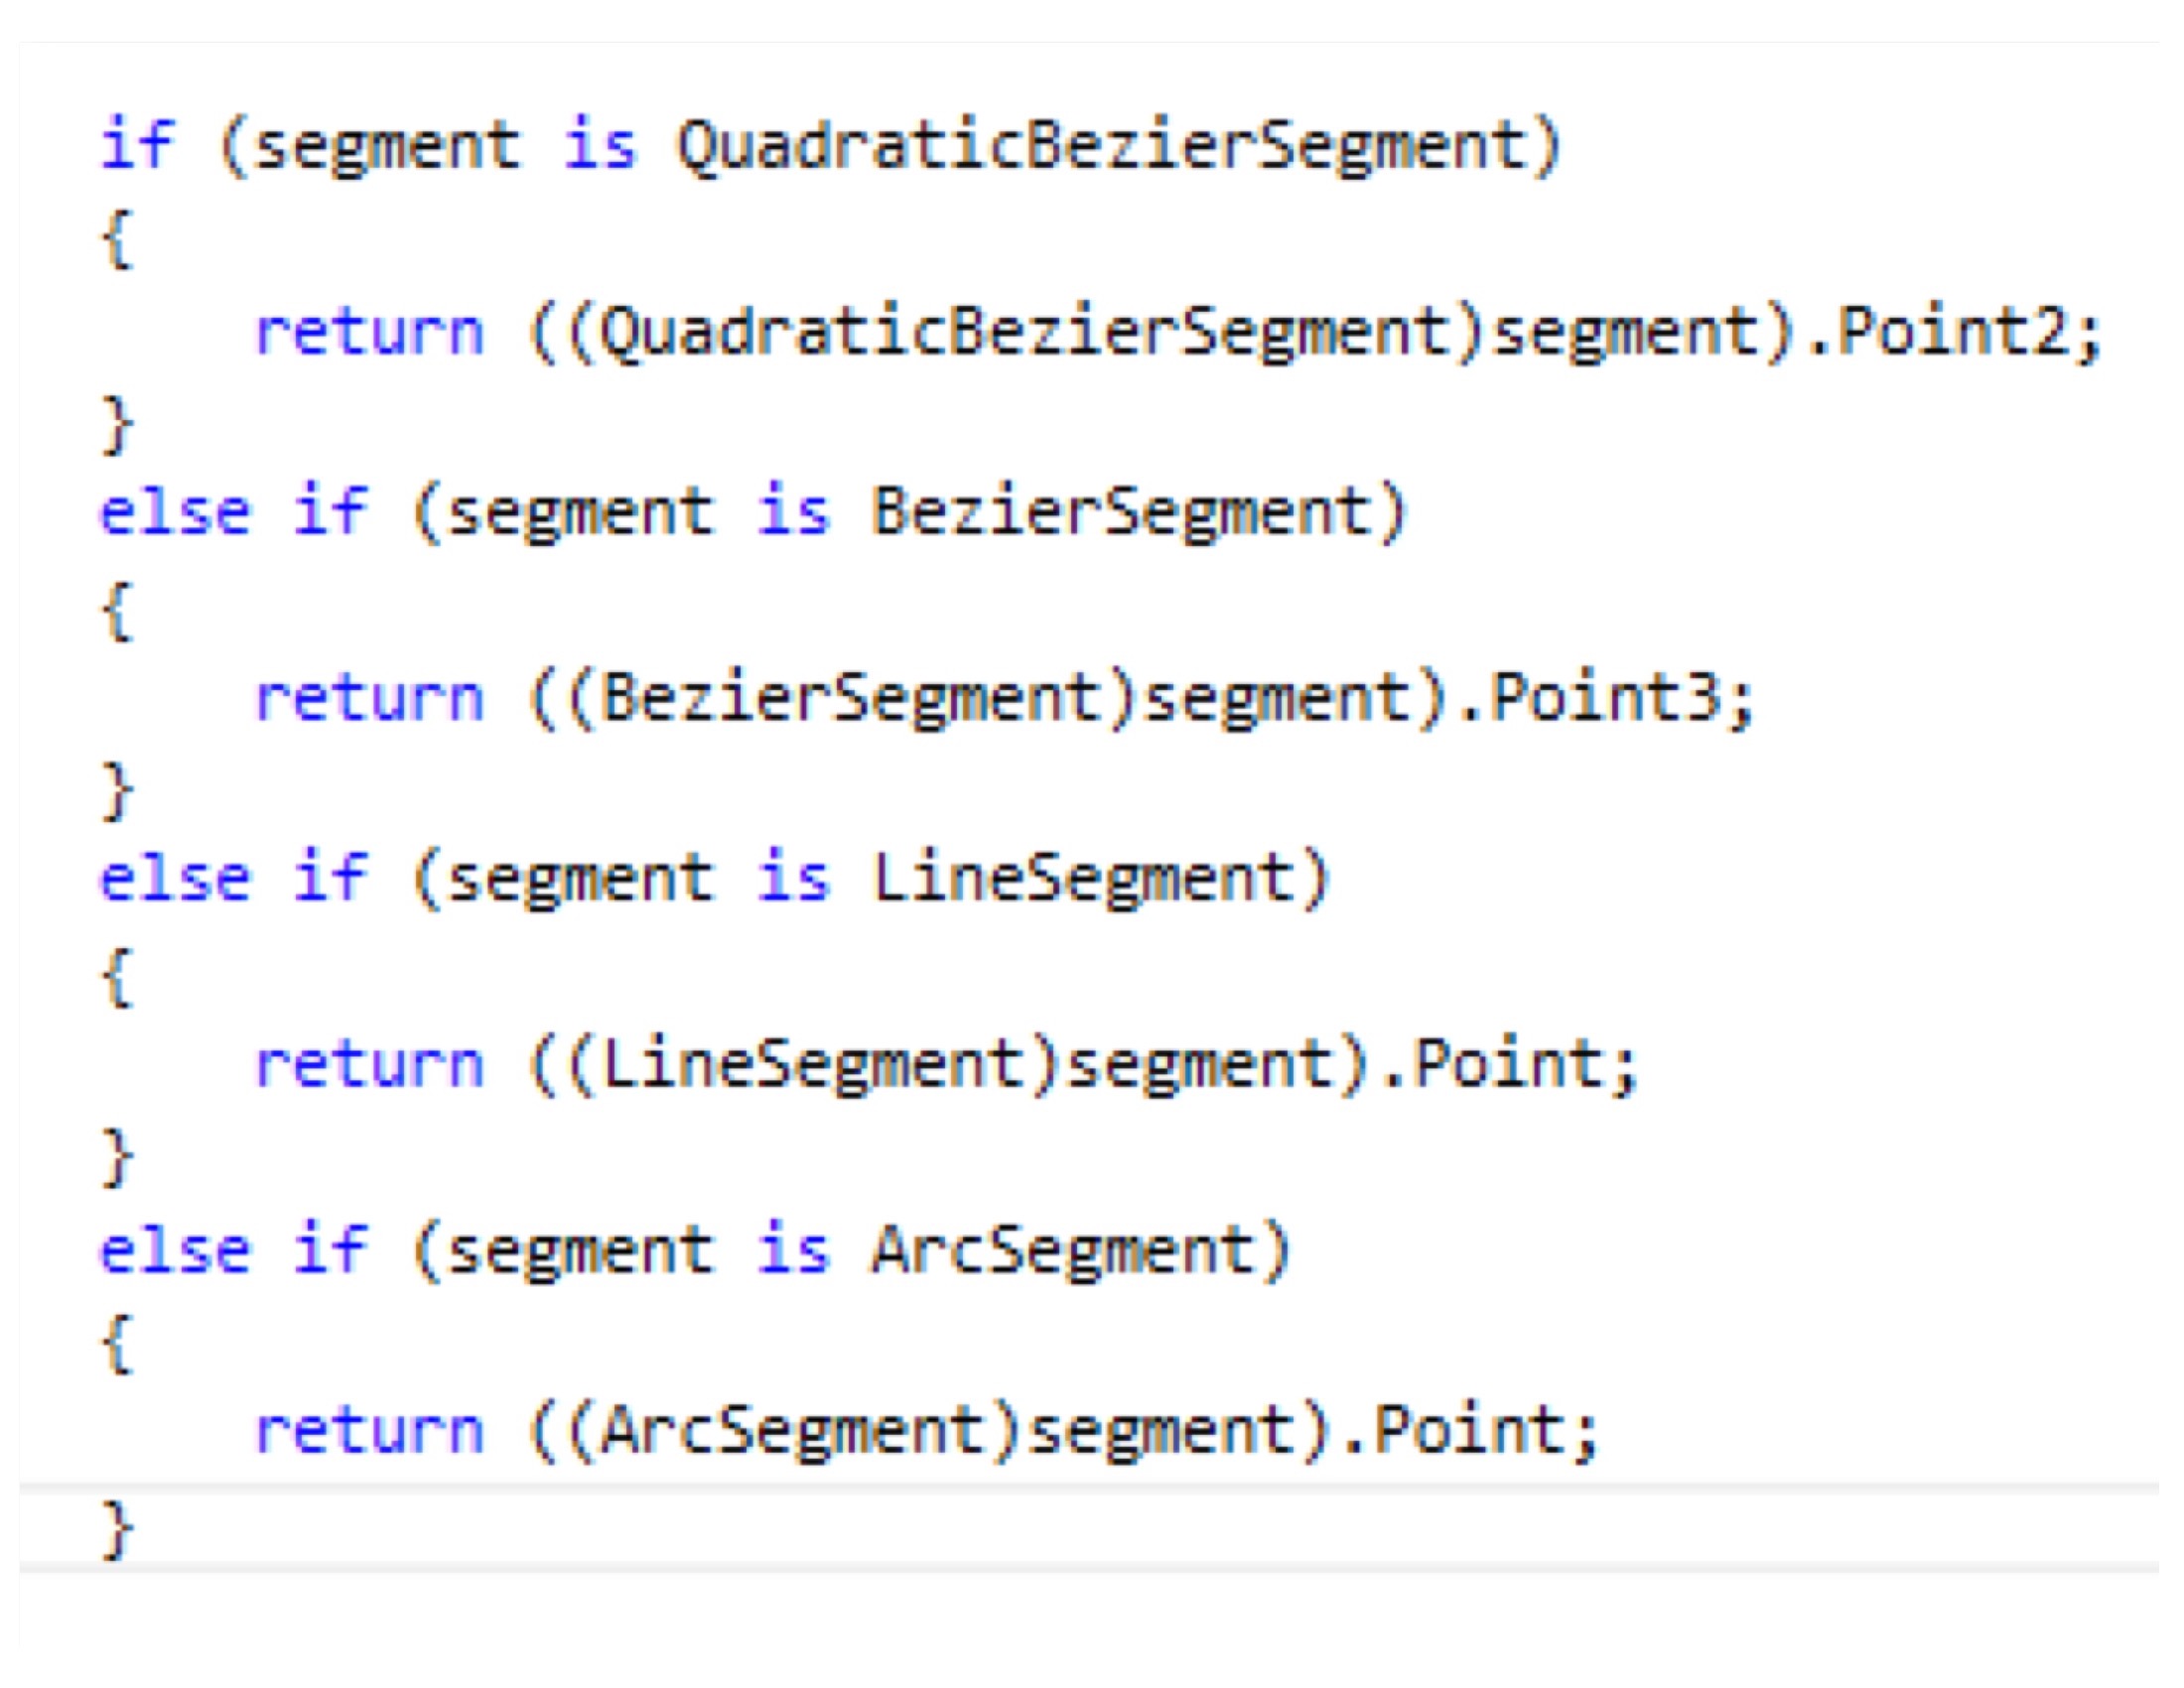 if (segment is QuadraticBezierSegment)
{
    return ((QuadraticBezierSegment)segment).Point2;
}
else if (segment is BezierSegment)
{
    return ((BezierSegment)segment).Point3;
}
else if (segment is LineSegment)
{
    return ((LineSegment)segment).Point;
}
else if (segment is ArcSegment)
{
    return ((ArcSegment)segment).Point;
}